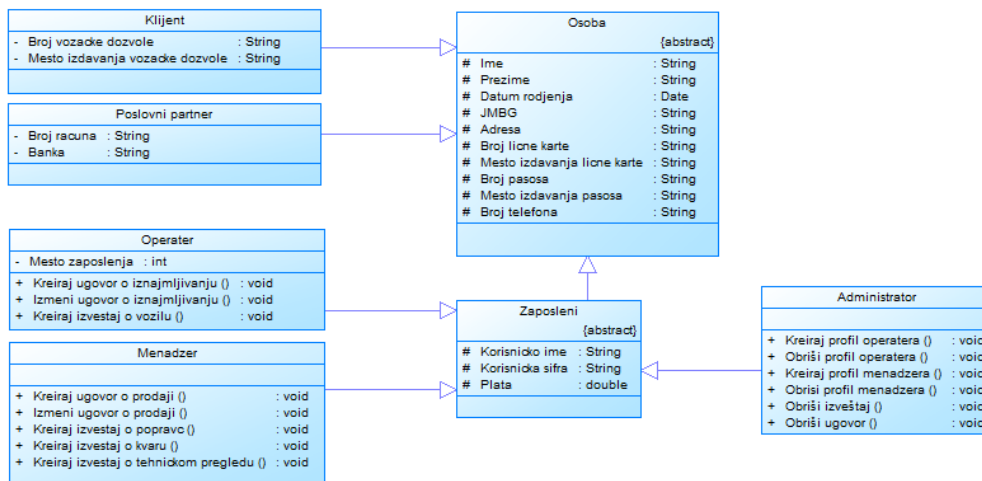 Klijent
- Broj vozacke dozvole : String
- Mesto izdavanja vozacke dozvole : String
Poslovni partner
- Broj racuna : String
- Banka : String
Osoba
{abstract}
# Ime : String
# Prezime : String
# Datum rodjenja : Date
# JMBG : String
# Adresa : String
# Broj licne karte : String
# Mesto izdavanja licne karte : String
# Broj pasosa : String
# Mesto izdavanja pasosa : String
# Broj telefona : String
Operater
- Mesto zaposlenja : int
+ Kreiraj ugovor o iznajmljivanju () : void
+ Izmeni ugovor o iznajmljivanju () : void
+ Kreiraj izvestaj o vozilu () : void
Menadzer
+ Kreiraj ugovor o prodaji () : void
+ Izmeni ugovor o prodaji () : void
+ Kreiraj izvestaj o popravc () : void
+ Kreiraj izvestaj o kvaru () : void
+ Kreiraj izvestaj o tehnickom pregledu () : void
Zaposleni
{abstract}
# Korisnicko ime : String
# Korisnicka sifra : String
# Plata : double
Administrator
+ Kreiraj profil operatera () : void
+ Obriši profil operatera () : void
+ Kreiraj profil menadzera () : void
+ Obrisi profil menadzera () : void
+ Obriši izveštaj () : void
+ Obriši ugovor () : void